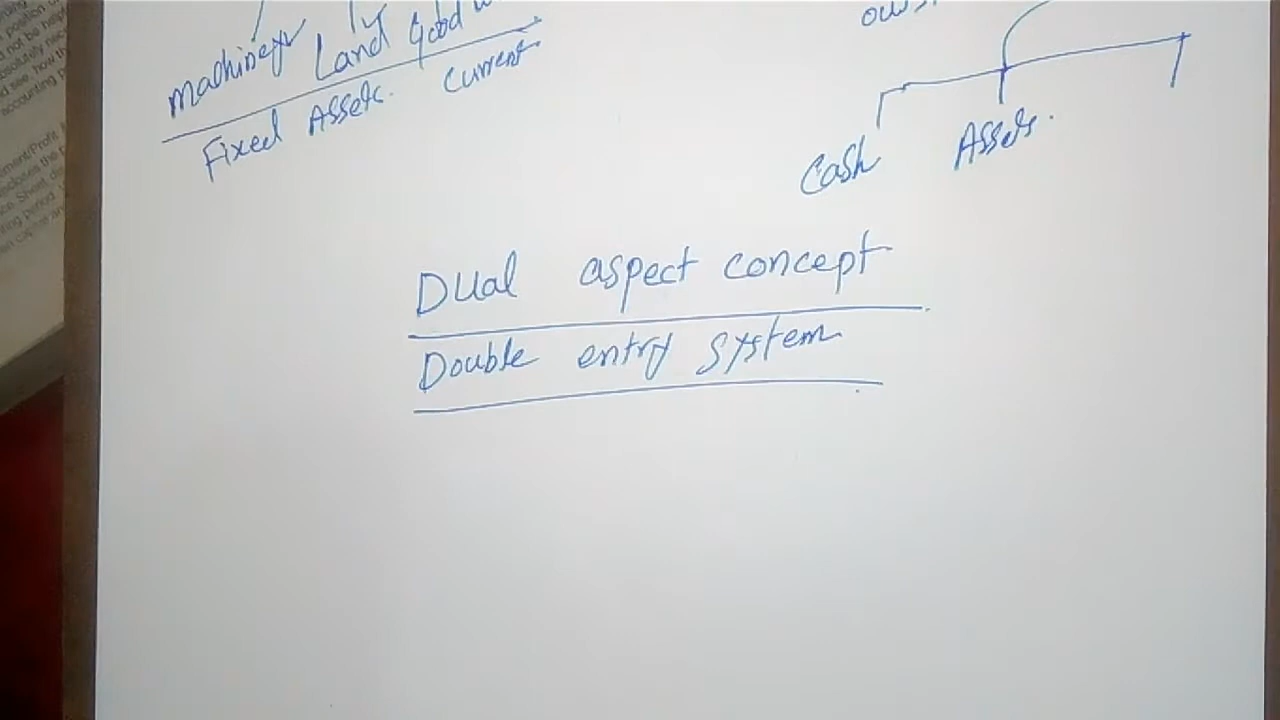 machinery Land Good
Fixed Assets. Current
Cash Assets.
Dual aspect concept
Double entry system